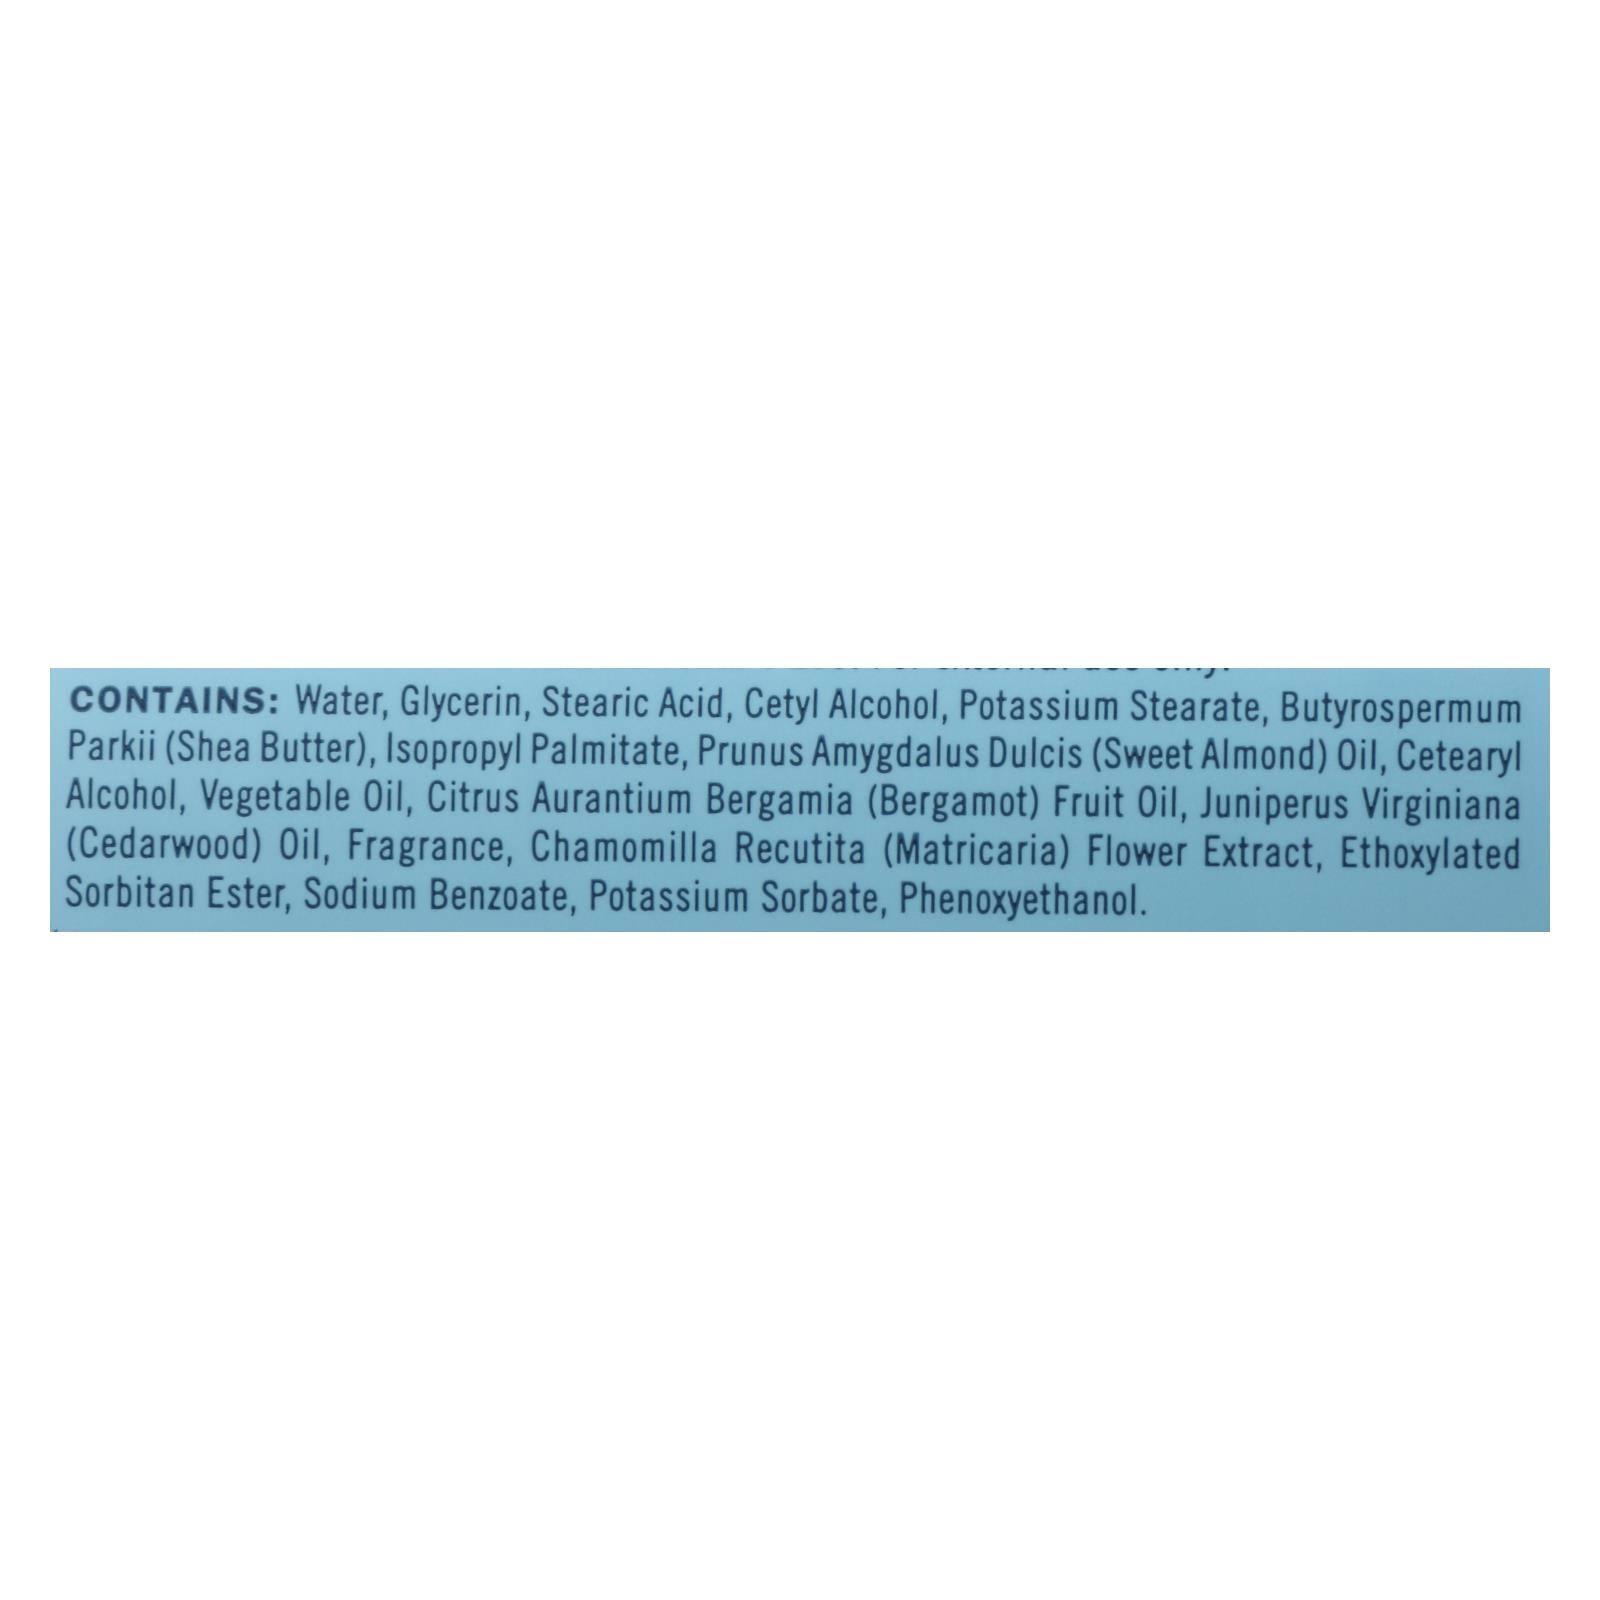 CONTAINS: Water, Glycerin, Stearic Acid, Cetyl Alcohol, Potassium Stearate, Butyrospermum
Parkii (Shea Butter), Isopropyl Palmitate, Prunus Amygdalus Dulcis (Sweet Almond) Oil, Cetearyl
Alcohol, Vegetable Oil, Citrus Aurantium Bergamia (Bergamot) Fruit Oil, Juniperus Virginiana
(Cedarwood) Oil, Fragrance, Chamomilla Recutita (Matricaria) Flower Extract, Ethoxylated
Sorbitan Ester, Sodium Benzoate, Potassium Sorbate, Phenoxyethanol.